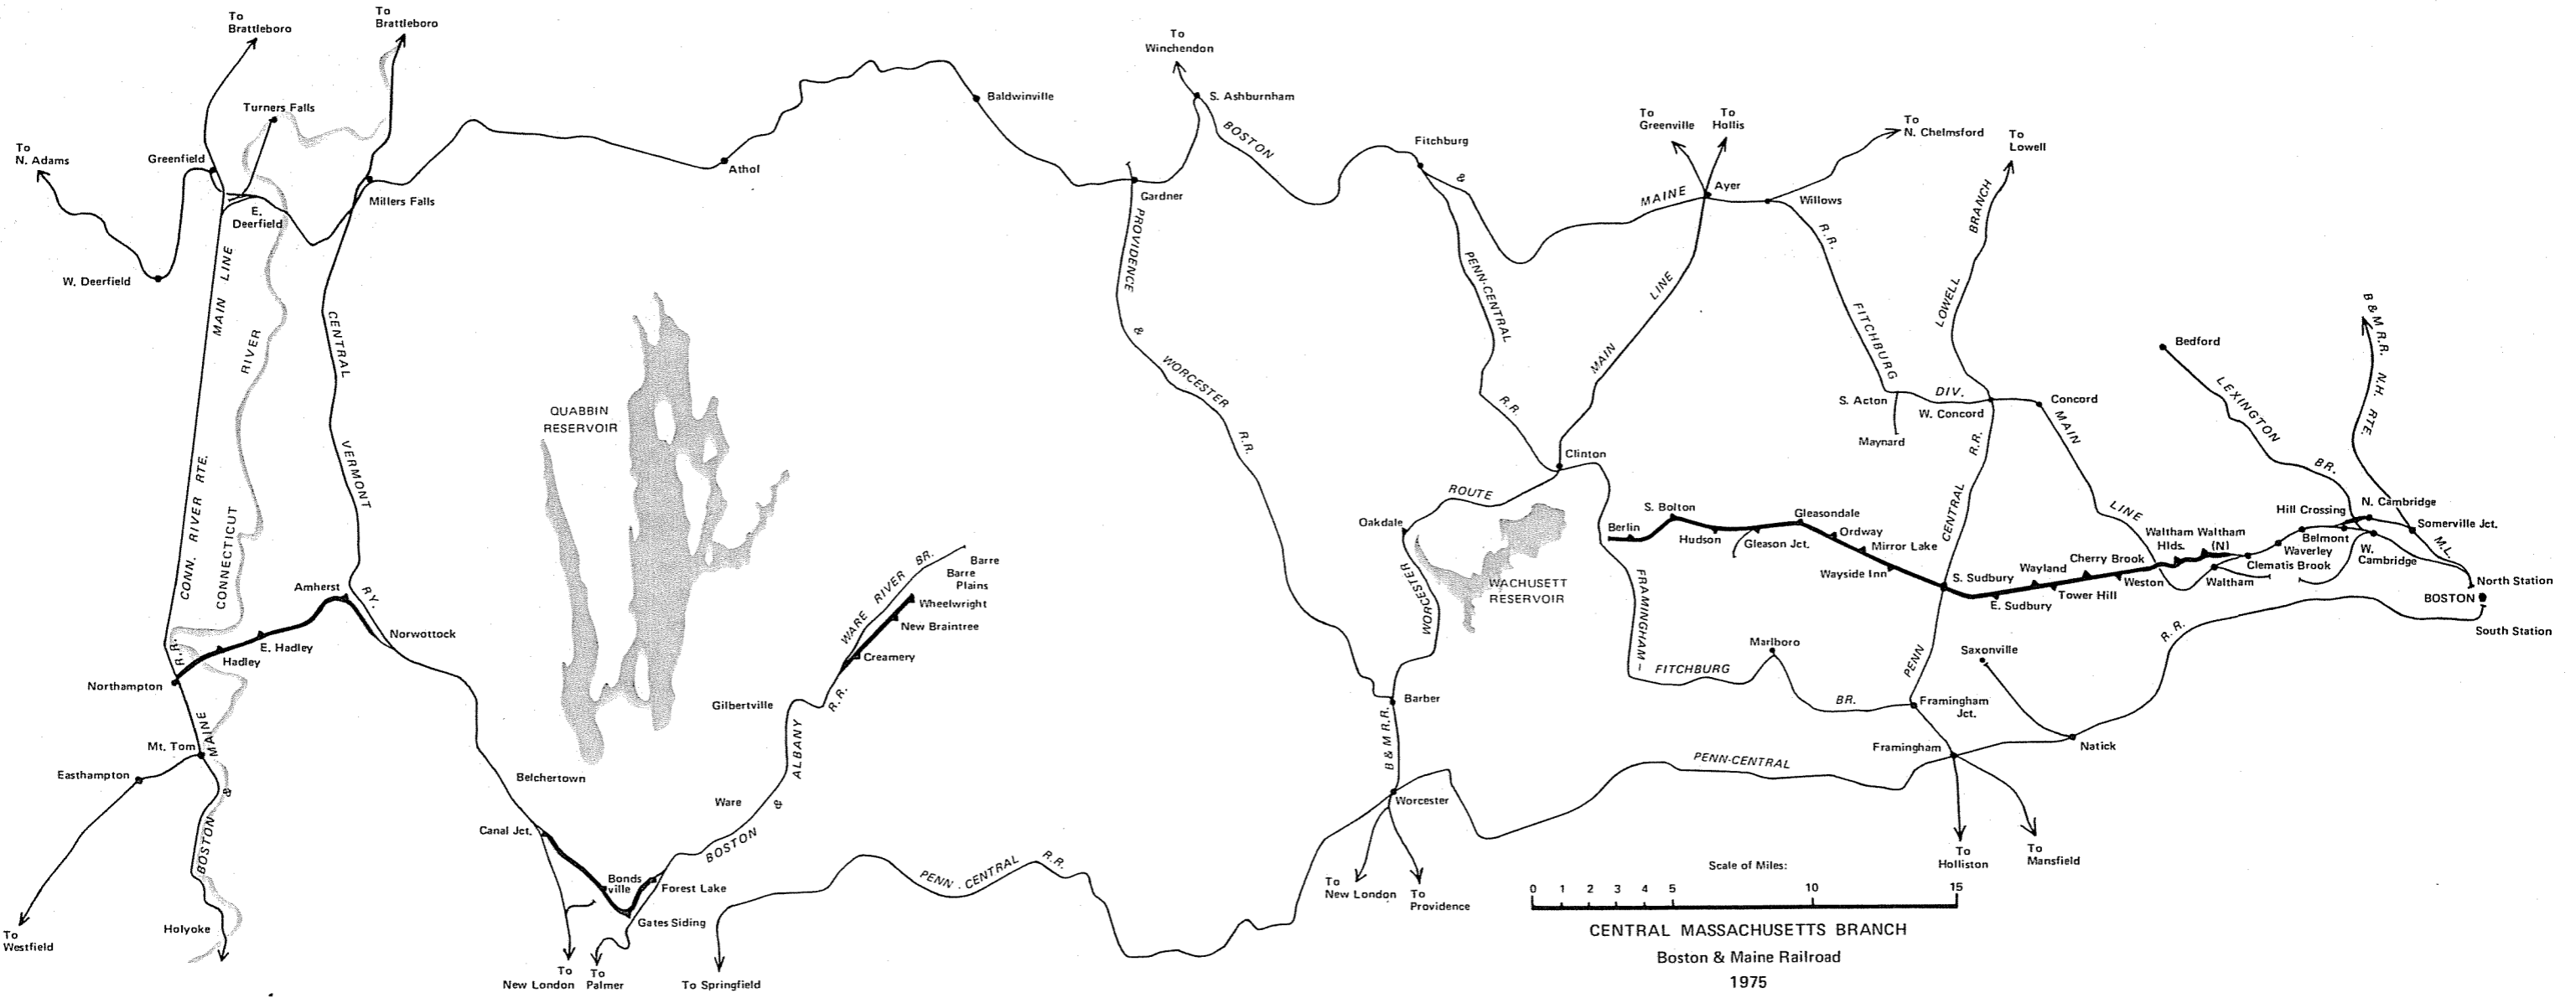 To
Brattleboro
To
Brattleboro
Turners Falls
To
N. Adams
Greenfield
E.
Deerfield
Millers Falls
W. Deerfield
Athol
Baldwinville
To
Winchendon
S. Ashburnham
BOSTON
&
MAINE
R.R.
Gardner
Fitchburg
To
Greenville
To
Hollis
Ayer
Willows
To
N. Chelmsford
To
Lowell
LOWELL
BRANCH
FITCHBURG
DIV.
MAIN
LINE
S. Acton
W. Concord
Maynard
Concord
Bedford
LEXINGTON
BR.
B & M R.R.
N.H. RTE.
MAIN LINE
CONN. RIVER RTE.
R.R.
CONNECTICUT
RIVER
CENTRAL
VERMONT
RY.
QUABBIN
RESERVOIR
PROVIDENCE
&
WORCESTER
R.R.
PENN-CENTRAL
R.R.
MAIN
LINE
Clinton
ROUTE
WORCESTER
Oakdale
WACHUSETT
RESERVOIR
Berlin
S. Bolton
Hudson
Gleason Jct.
Gleasondale
Ordway
Mirror Lake
Wayside Inn
S. Sudbury
E. Sudbury
Wayland
Tower Hill
Cherry Brook
Weston
Waltham
Hlds.
Waltham
(N)
Waltham
Clematis Brook
Waverley
Belmont
Hill Crossing
W.
Cambridge
N. Cambridge
Somerville Jct.
M.L.
North Station
BOSTON
South Station
PENN
CENTRAL
R.R.
FRAMINGHAM –
FITCHBURG
BR.
Marlboro
Framingham
Jct.
Saxonville
R.R.
Natick
Framingham
PENN-CENTRAL
To
Holliston
To
Mansfield
Amherst
Norwottock
E. Hadley
Hadley
Northampton
Mt. Tom
Easthampton
To
Westfield
BOSTON
&
MAINE
Holyoke
Belchertown
Canal Jct.
Bonds
ville
Forest Lake
Gates Siding
To
New London
To
Palmer
To Springfield
Ware
Gilbertville
BOSTON
&
ALBANY
R.R.
WARE RIVER BR.
Barre
Barre
Plains
Wheelwright
New Braintree
Creamery
PENN-CENTRAL
R.R.
Barber
B & M R.R.
Worcester
To
New London
To
Providence
Scale of Miles:
0 1 2 3 4 5 10 15
CENTRAL MASSACHUSETTS BRANCH
Boston & Maine Railroad
1975